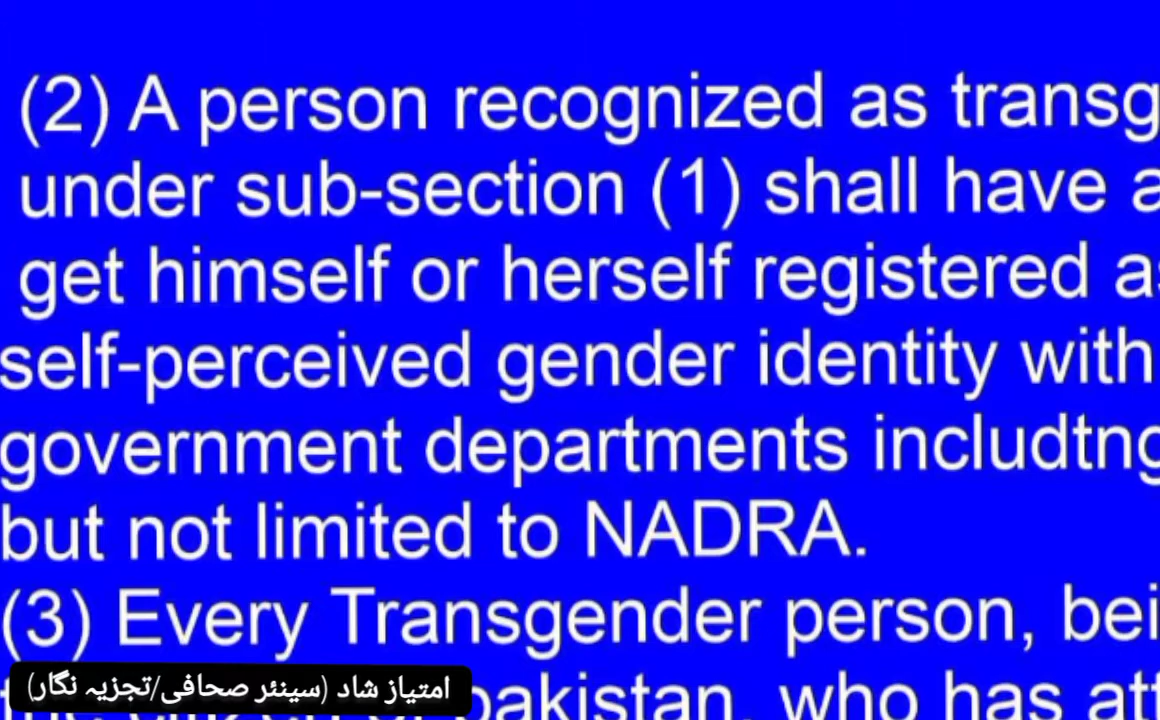 (2) A person recognized as transg
under sub-section (1) shall have a
get himself or herself registered as
self-perceived gender identity with
government departments includtng
but not limited to NADRA.
(3) Every Transgender person, bei
pakistan, who has att
امتیاز شاد (سینئر صحافی/تجزیہ نگار)